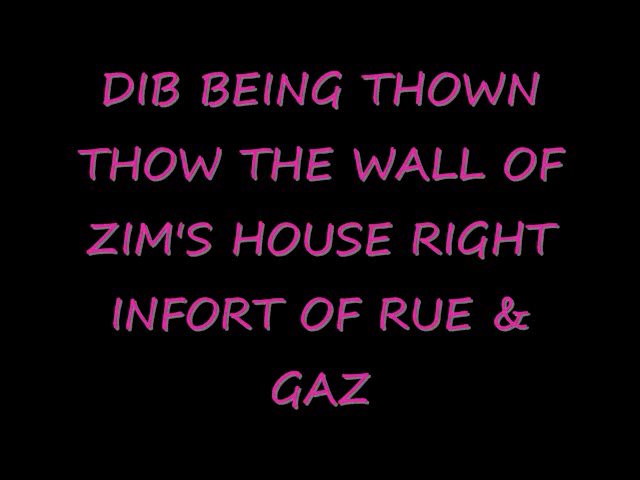 DIB BEING THOWN
THOW THE WALL OF
ZIM'S HOUSE RIGHT
INFORT OF RUE &
GAZ